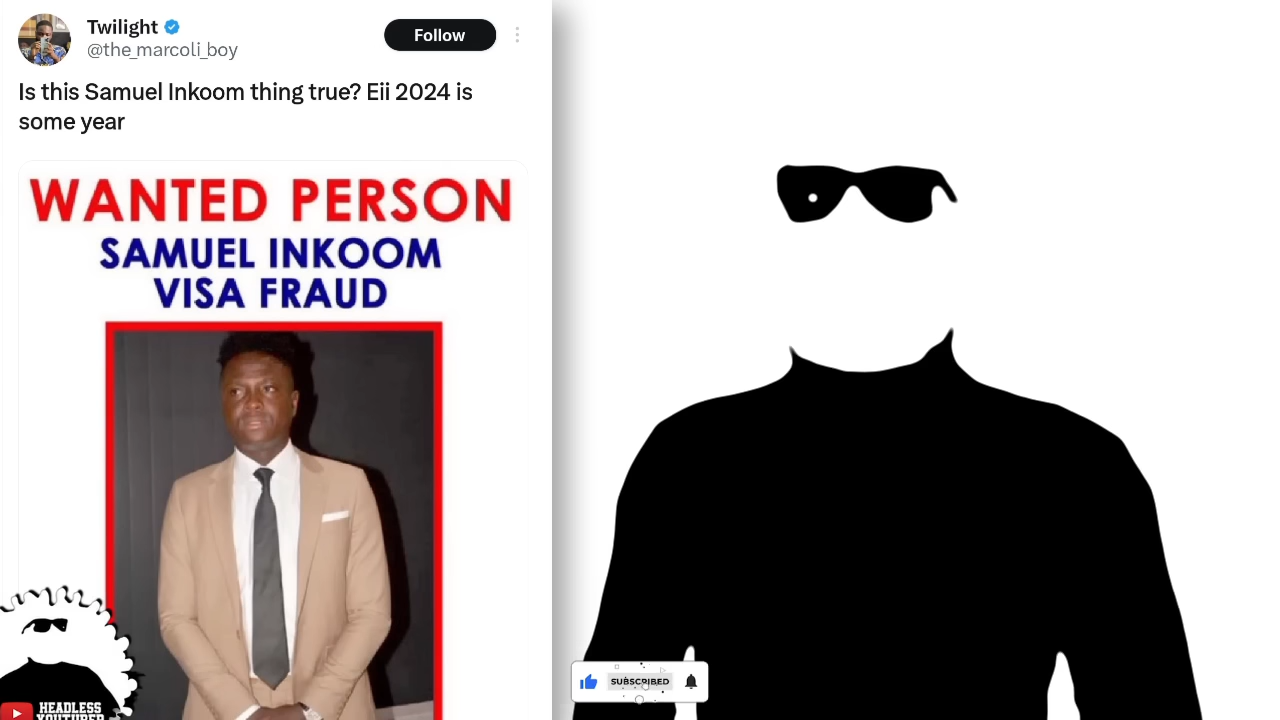 Twilight
@the_marcoli_boy
Follow
Is this Samuel Inkoom thing true? Eii 2024 is
some year
WANTED PERSON
SAMUEL INKOOM
VISA FRAUD
HEADLESS
YOUTUBER
SUBSCRIBED